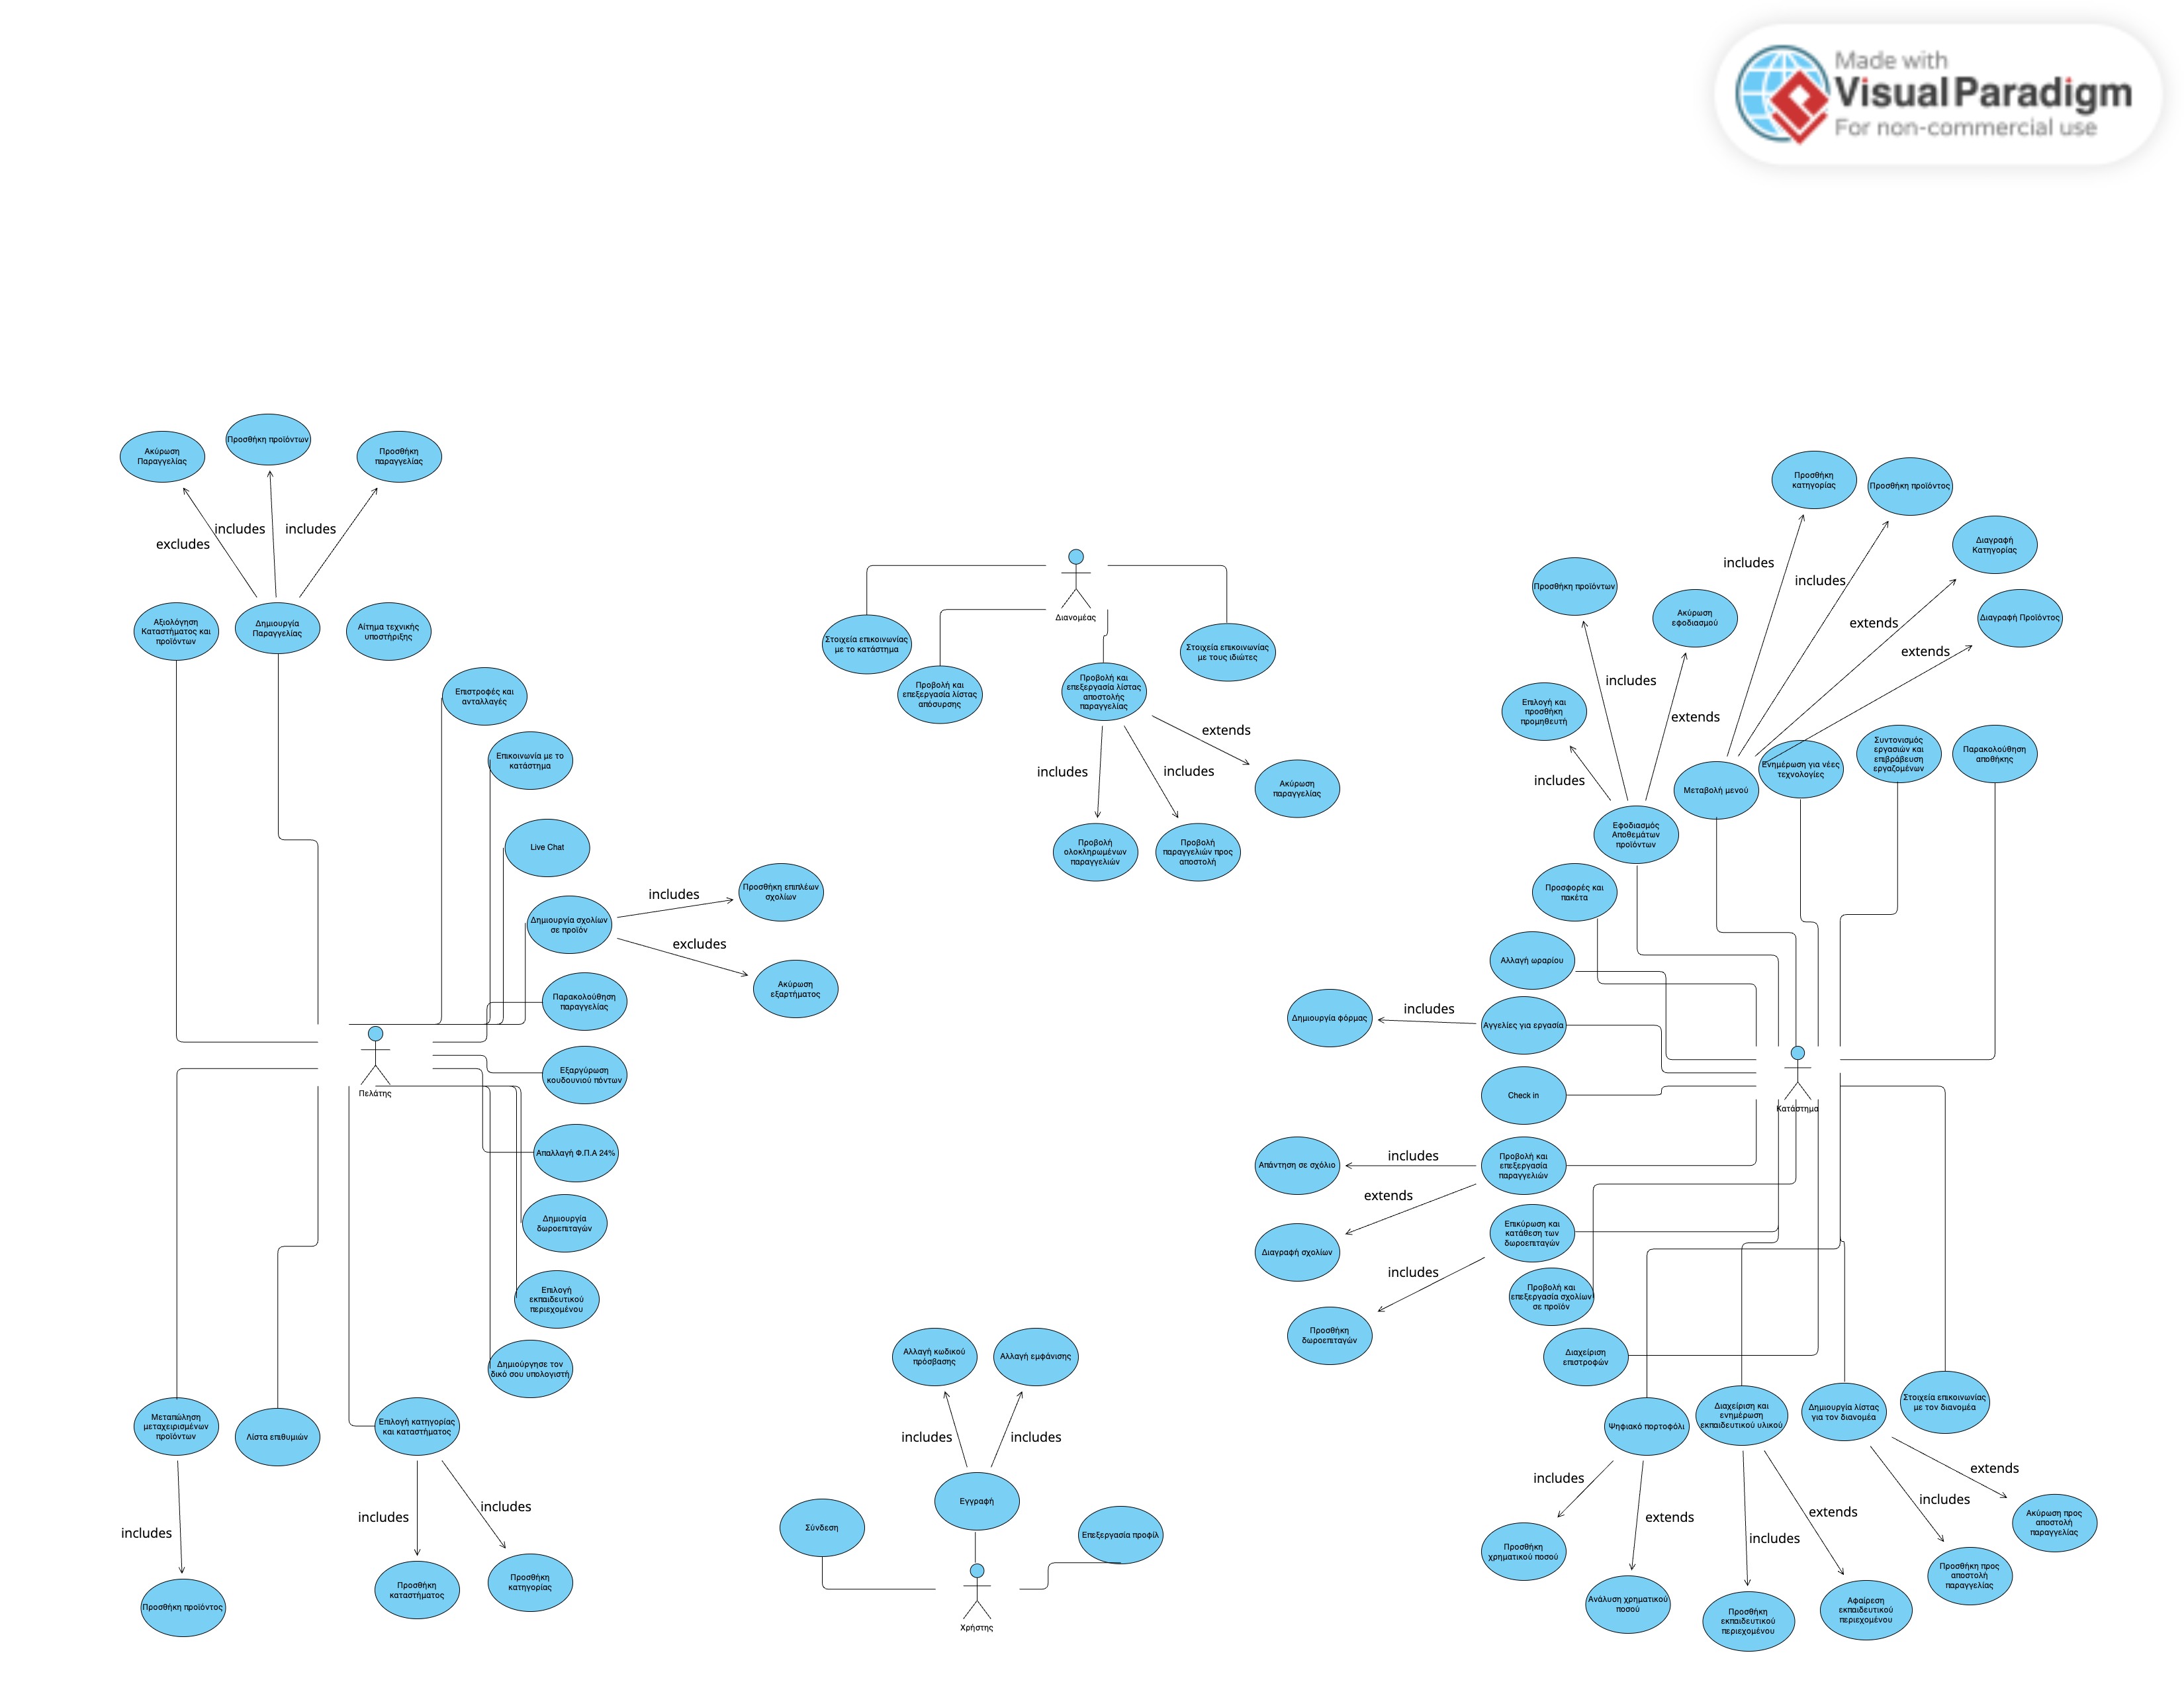 Made with
Visual Paradigm
For non-commercial use
Ακύρωση
Παραγγελίας
Προσθήκη προϊόντων
Προσθήκη
παραγγελίας
excludes
includes
includes
Αξιολόγηση
Καταστήματος και
προϊόντων
Δημιουργία
Παραγγελίας
Αίτημα τεχνικής
υποστήριξης
Επιστροφές και
ανταλλαγές
Επικοινωνία με το
κατάστημα
Live Chat
Δημιουργία σχολίων
σε προϊόν
includes
Προσθήκη επιπλέων
σχολίων
excludes
Ακύρωση
εξαρτήματος
Παρακολούθηση
παραγγελίας
Εξαργύρωση
κουδουνιού πόντων
Πελάτης
Απαλλαγή Φ.Π.Α 24%
Δημιουργία
δωροεπιταγών
Επιλογή
εκπαιδευτικού
περιεχομένου
Δημιούργησε τον
δικό σου υπολογιστή
Μεταπώληση
μεταχειρισμένων
προϊόντων
Λίστα επιθυμιών
Επιλογή κατηγορίας
και καταστήματος
includes
includes
includes
Προσθήκη προϊόντος
Προσθήκη
καταστήματος
Προσθήκη
κατηγορίας
Διανομέας
Στοιχεία επικοινωνίας
με το κατάστημα
Προβολή και
επεξεργασία λίστας
απόσυρσης
Προβολή και
επεξεργασία λίστας
αποστολής
παραγγελίας
Στοιχεία επικοινωνίας
με τους ιδιώτες
extends
includes
includes
Ακύρωση
παραγγελίας
Προβολή
ολοκληρωμένων
παραγγελιών
Προβολή
παραγγελιών προς
αποστολή
Αλλαγή κωδικού
πρόσβασης
Αλλαγή εμφάνισης
includes
includes
Εγγραφή
Σύνδεση
Επεξεργασία προφίλ
Χρήστης
Προσθήκη
κατηγορίας
Προσθήκη προϊόντος
Διαγραφή
Κατηγορίας
Διαγραφή Προϊόντος
includes
includes
extends
extends
Προσθήκη προϊόντων
Ακύρωση
εφοδιασμού
Επιλογή και
προσθήκη
προμηθευτή
includes
extends
includes
Εφοδιασμός
Αποθεμάτων
προϊόντων
Μεταβολή μενού
Ενημέρωση για νέες
τεχνολογίες
Συντονισμός
εργασιών και
επιβράβευση
εργαζομένων
Παρακολούθηση
αποθήκης
Προσφορές και
πακέτα
Αλλαγή ωραρίου
Αγγελίες για εργασία
includes
Δημιουργία φόρμας
Check in
Κατάστημα
Προβολή και
επεξεργασία
παραγγελιών
includes
Απάντηση σε σχόλιο
extends
Διαγραφή σχολίων
Επικύρωση και
κατάθεση των
δωροεπιταγών
includes
Προσθήκη
δωροεπιταγών
Προβολή και
επεξεργασία σχολίων
σε προϊόν
Διαχείριση
επιστροφών
Ψηφιακό πορτοφόλι
Διαχείριση και
ενημέρωση
εκπαιδευτικού υλικού
Δημιουργία λίστας
για τον διανομέα
Στοιχεία επικοινωνίας
με τον διανομέα
includes
extends
includes
extends
includes
extends
Προσθήκη
χρηματικού ποσού
Ανάλυση χρηματικού
ποσού
Προσθήκη
εκπαιδευτικού
περιεχομένου
Αφαίρεση
εκπαιδευτικού
περιεχομένου
Προσθήκη προς
αποστολή
παραγγελίας
Ακύρωση προς
αποστολή
παραγγελίας